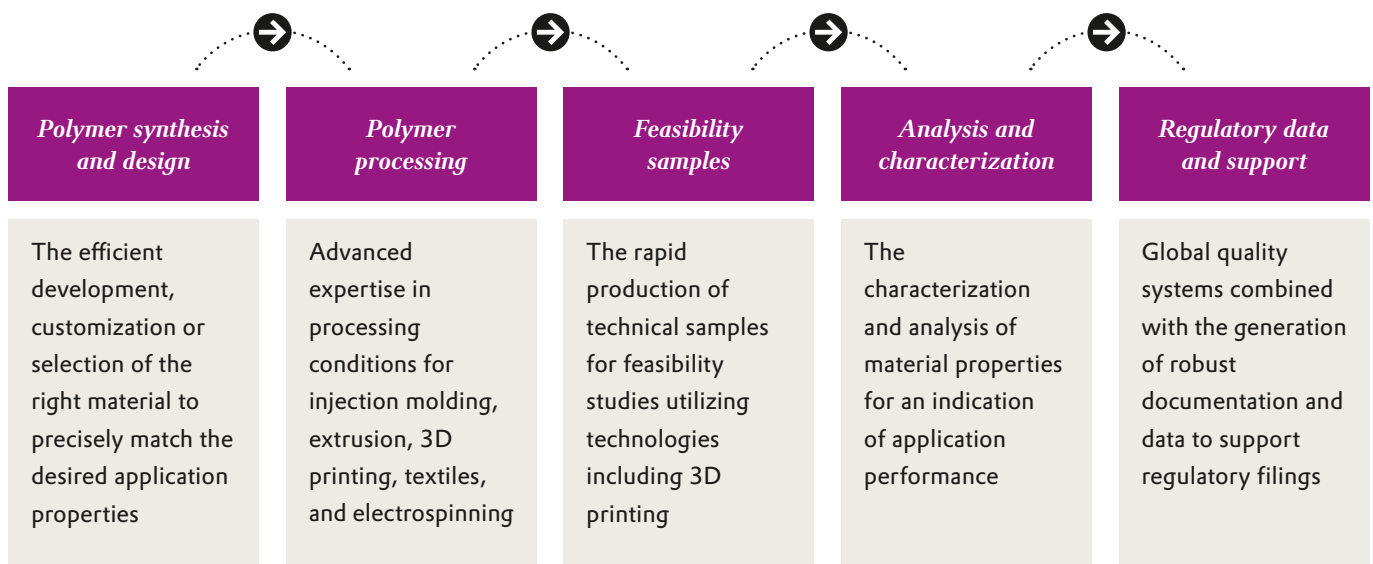 Polymer synthesis
and design
Polymer
processing
Feasibility
samples
Analysis and
characterization
Regulatory data
and support
The efficient
development,
customization or
selection of the
right material to
precisely match the
desired application
properties
Advanced
expertise in
processing
conditions for
injection molding,
extrusion, 3D
printing, textiles,
and electrospinning
The rapid
production of
technical samples
for feasibility
studies utilizing
technologies
including 3D
printing
The
characterization
and analysis of
material properties
for an indication
of application
performance
Global quality
systems combined
with the generation
of robust
documentation and
data to support
regulatory filings